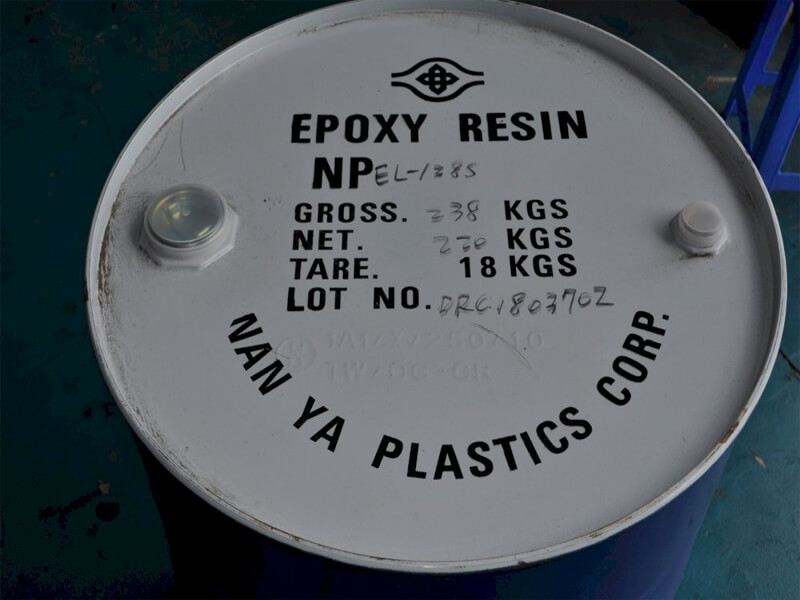 EPOXY RESIN
NPEL-128S
GROSS. 238 KGS
NET. 220 KGS
TARE. 18 KGS
LOT NO.
NAN YA PLASTICS CORP.